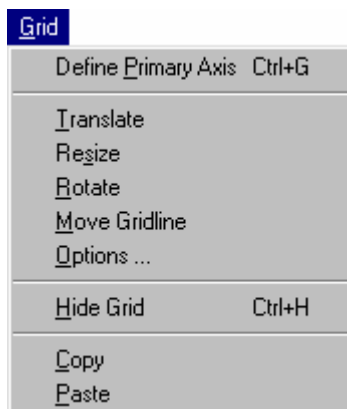 Grid
Define Primary Axis Ctrl+G
Translate
Resize
Rotate
Move Gridline
Options ...
Hide Grid Ctrl+H
Copy
Paste